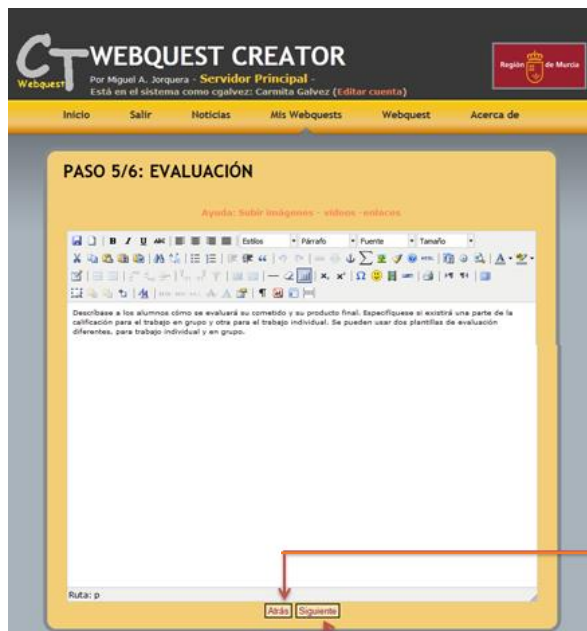 CT
Webquest
WEBQUEST CREATOR
Por Miguel A. Jorquera - Servidor Principal -
Está en el sistema como cgalvez: Carmita Galvez (Editar cuenta)
Región de Murcia
Inicio Salir Noticias Mis Webquests Webquest Acerca de
PASO 5/6: EVALUACIÓN
Ayuda: Subir imágenes - videos -enlaces
B I U ABC Estilos Párrafo Fuente Tamaño
HTML
Descríbase a los alumnos cómo se evaluará su cometido y su producto final. Especifíquese si existirá una parte de la
calificación para el trabajo en grupo y otra para el trabajo individual. Se pueden usar dos plantillas de evaluación
diferentes, para trabajo individual y en grupo.
Ruta: p
Atrás Siguiente